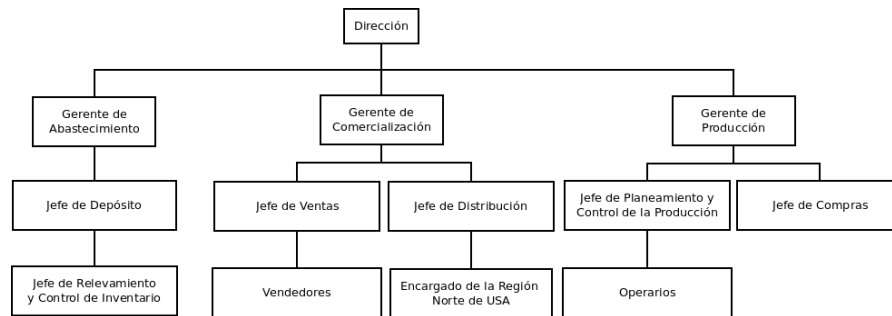 Dirección
Gerente de
Abastecimiento
Gerente de
Comercialización
Gerente de
Producción
Jefe de Depósito
Jefe de Ventas
Jefe de Distribución
Jefe de Planeamiento y
Control de la Producción
Jefe de Compras
Jefe de Relevamiento
y Control de Inventario
Vendedores
Encargado de la Región
Norte de USA
Operarios